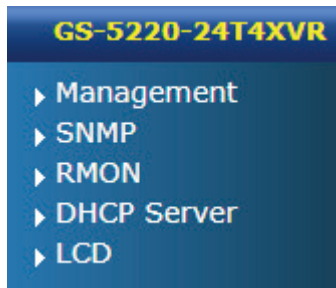 GS-5220-24T4XVR
Management
SNMP
RMON
DHCP Server
LCD